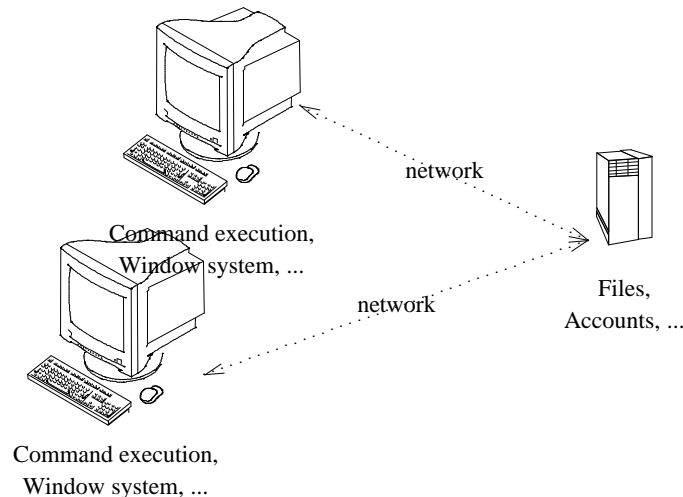 network
Command execution,
Window system, ...
network
Files,
Accounts, ...
Command execution,
Window system, ...